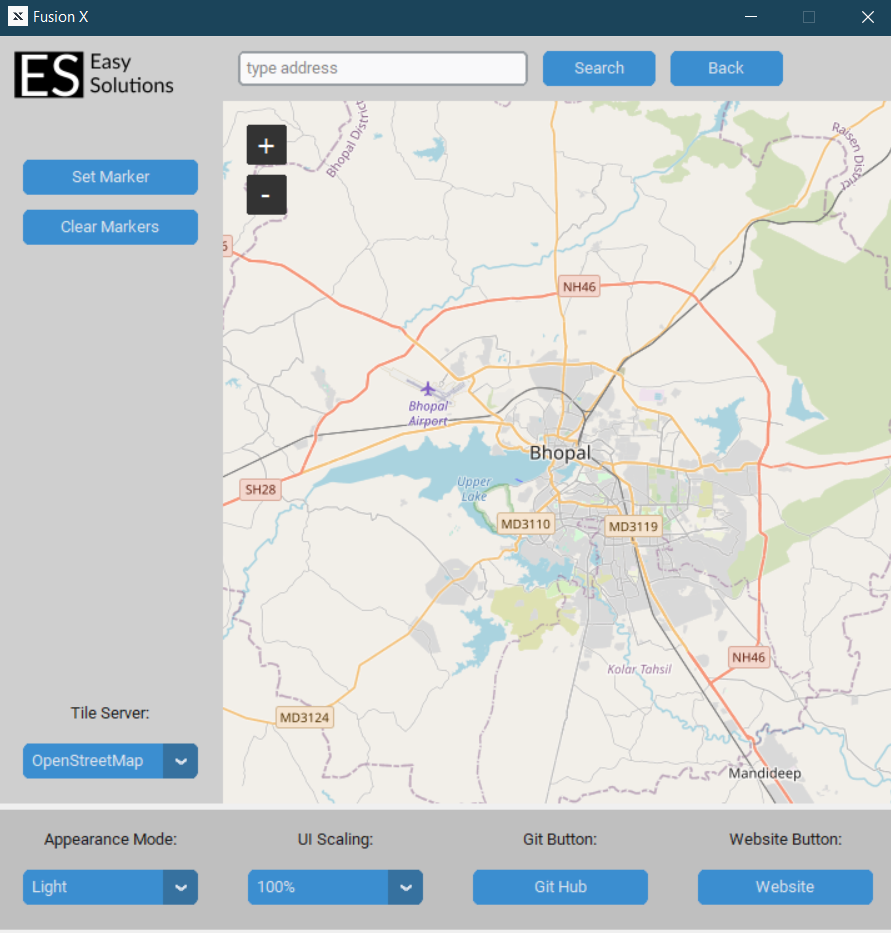 Fusion X
ES Easy
Solutions
type address
Search
Back
Set Marker
Clear Markers
+
-
Bhopal District
Raisen Dist
6
NH46
Bhopal
Airport
Bhopal
Upper
Lake
SH28
MD3110
MD3119
NH46
Kolar Tahsil
MD3124
Mandideep
Tile Server:
OpenStreetMap
Appearance Mode:
UI Scaling:
Git Button:
Website Button:
Light
100%
Git Hub
Website